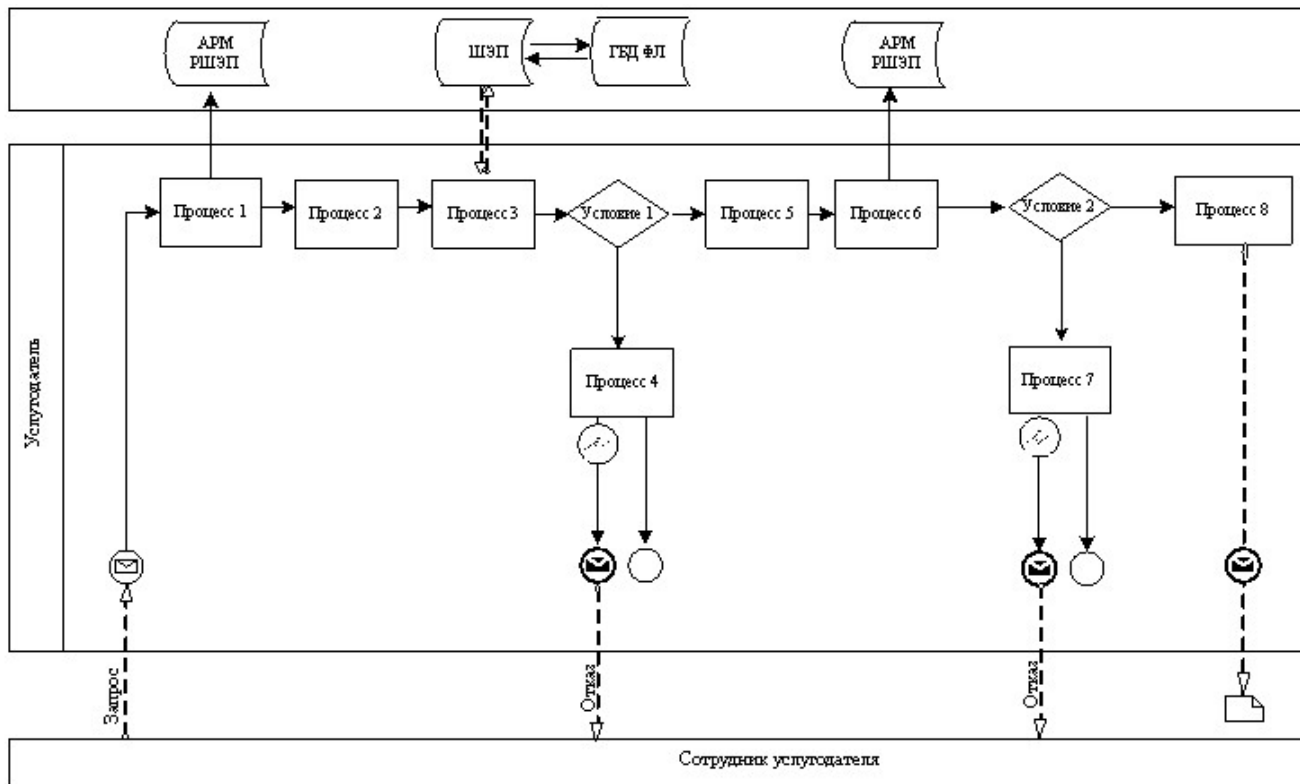 АРМ
РШЭП
ШЭП
ГБД ФЛ
АРМ
РШЭП
Процесс 1
Процесс 2
Процесс 3
Условие 1
Процесс 5
Процесс 6
Условие 2
Процесс 8
Процесс 4
Процесс 7
Услугодатель
Запрос
Отказ
Отказ
Сотрудник услугодателя